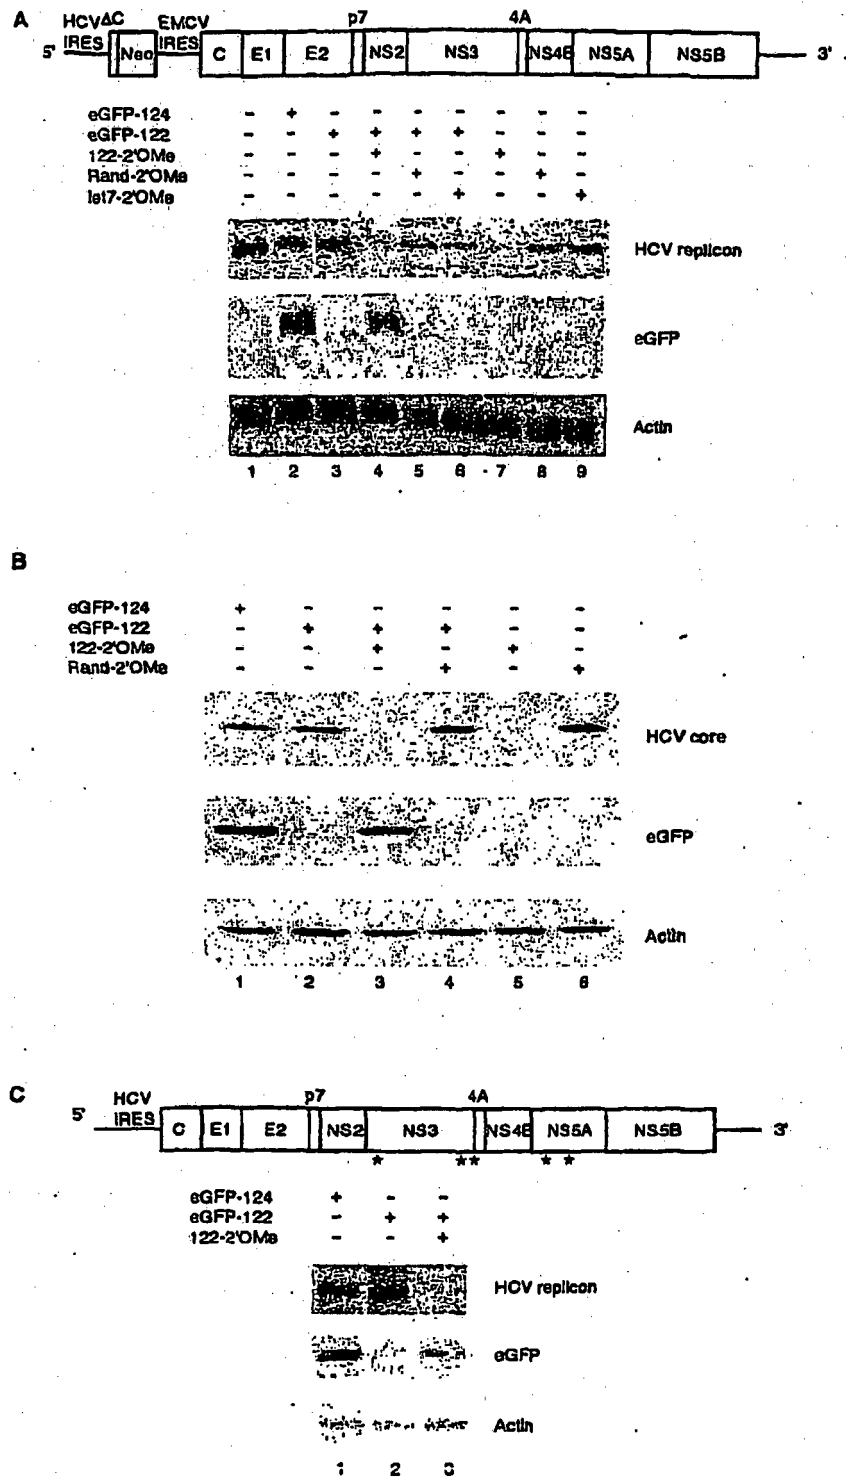 A
HCVΔC EMCV p7 4A
5' IRES Neo IRES C E1 E2 NS2 NS3 NS4B NS5A NS5B 3'
eGFP-124 - + - - - - - - -
eGFP-122 - - + + + + - - -
122-2'OMe - - - + - - + - -
Rand-2'OMe - - - - + - - + -
let7-2'OMe - - - - - + - - +
HCV replicon
eGFP
Actin
1 2 3 4 5 6 7 8 9
B
eGFP-124 + - - - - -
eGFP-122 - + + + - -
122-2'OMe - - + - + -
Rand-2'OMe - - - + - +
HCV core
eGFP
Actin
1 2 3 4 5 6
C
HCV p7 4A
5' IRES C E1 E2 NS2 NS3 NS4B NS5A NS5B 3'
* ** * *
eGFP-124 + - -
eGFP-122 - + +
122-2'OMe - - +
HCV replicon
eGFP
Actin
1 2 3